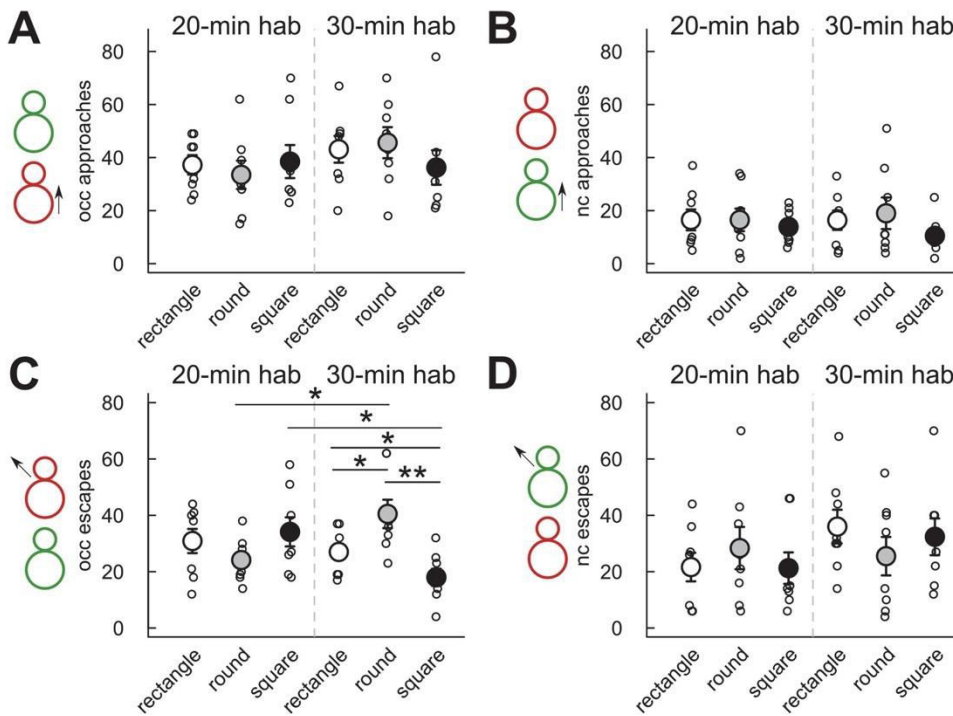 A
20-min hab 30-min hab
occ approaches
80
60
40
20
0
rectangle round square rectangle round square
B
20-min hab 30-min hab
nc approaches
80
60
40
20
0
rectangle round square rectangle round square
C
20-min hab 30-min hab
occ escapes
80
60
40
20
0
*
*
*
* **
rectangle round square rectangle round square
D
20-min hab 30-min hab
nc escapes
80
60
40
20
0
rectangle round square rectangle round square